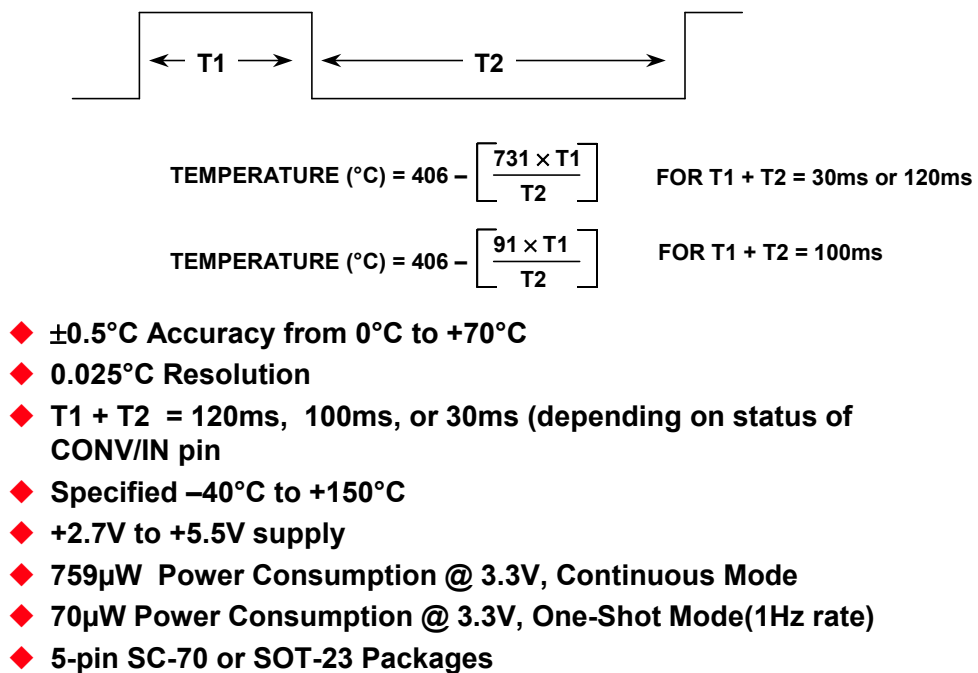 T1 T2
TEMPERATURE (°C) = 406 – [731 × T1 / T2] FOR T1 + T2 = 30ms or 120ms
TEMPERATURE (°C) = 406 – [91 × T1 / T2] FOR T1 + T2 = 100ms
◆ ±0.5°C Accuracy from 0°C to +70°C
◆ 0.025°C Resolution
◆ T1 + T2 = 120ms, 100ms, or 30ms (depending on status of
CONV/IN pin
◆ Specified –40°C to +150°C
◆ +2.7V to +5.5V supply
◆ 759µW Power Consumption @ 3.3V, Continuous Mode
◆ 70µW Power Consumption @ 3.3V, One-Shot Mode(1Hz rate)
◆ 5-pin SC-70 or SOT-23 Packages